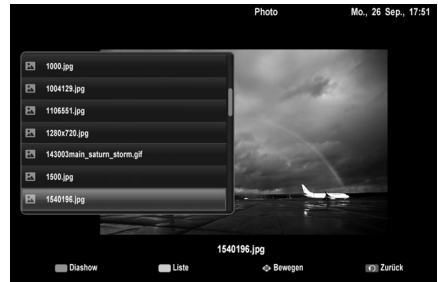 Photo Mo., 26 Sep., 17:51
1000.jpg
1004129.jpg
1106551.jpg
1280x720.jpg
143003main_saturn_storm.gif
1500.jpg
1540196.jpg
1540196.jpg
Diashow Liste Bewegen Zurück